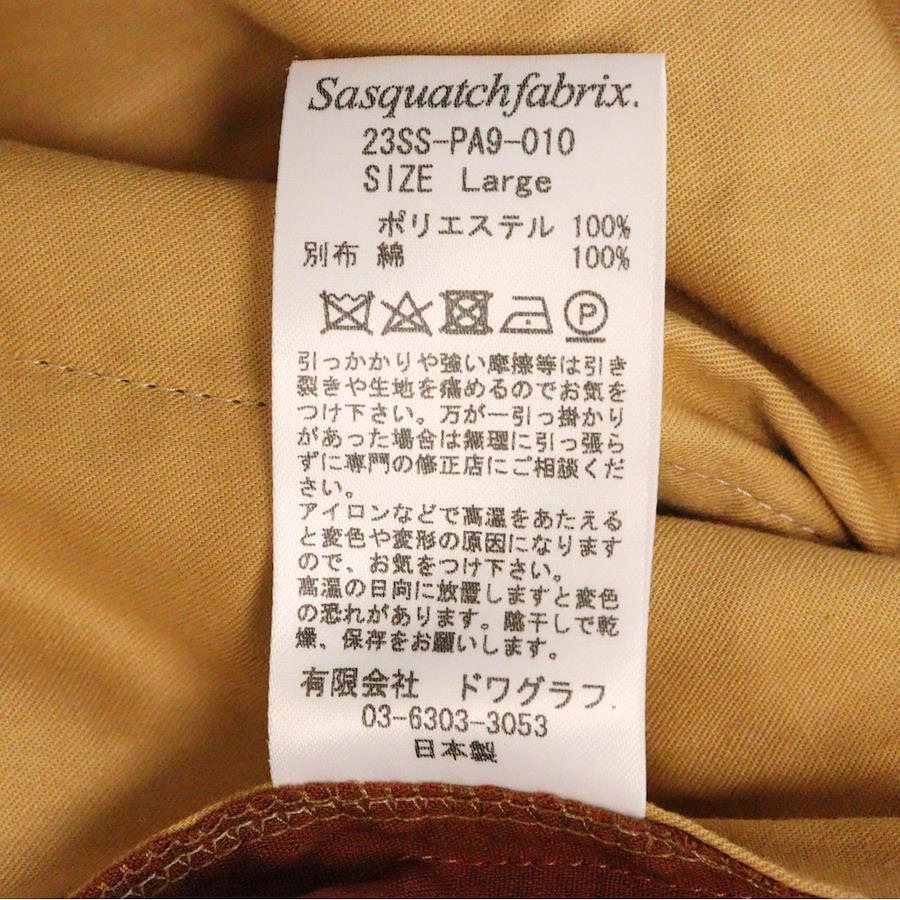 Sasquatchfabrix.
23SS-PA9-010
SIZE Large
ポリエステル 100%
別布 綿 100%
P
引っかかりや強い摩擦等は引き
裂きや生地を痛めるのでお気を
つけ下さい。万が一引っ掛かり
があった場合は無理に引っ張ら
ずに専門の修正店にご相談くだ
さい。
アイロンなどで高温をあたえる
と変色や変形の原因になります
ので、お気をつけ下さい。
高温の日向に放置しますと変色
の恐れがあります。陰干しで乾
燥、保存をお願いします。
有限会社 ドワグラフ.
03-6303-3053
日本製